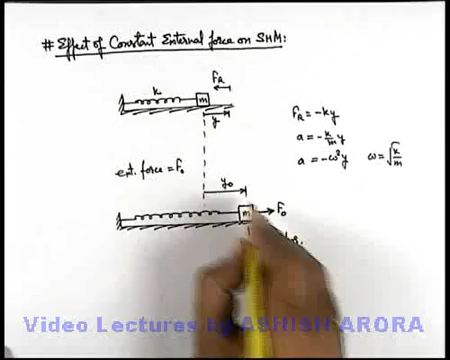 # Effect of Constant External force on SHM:
F_R
k
m
y
F_R = -ky
a = -k/m y
a = -ω²y    ω = √k/m
ext. force = F₀
y₀
m
F₀
Video Lectures by ASHISH ARORA